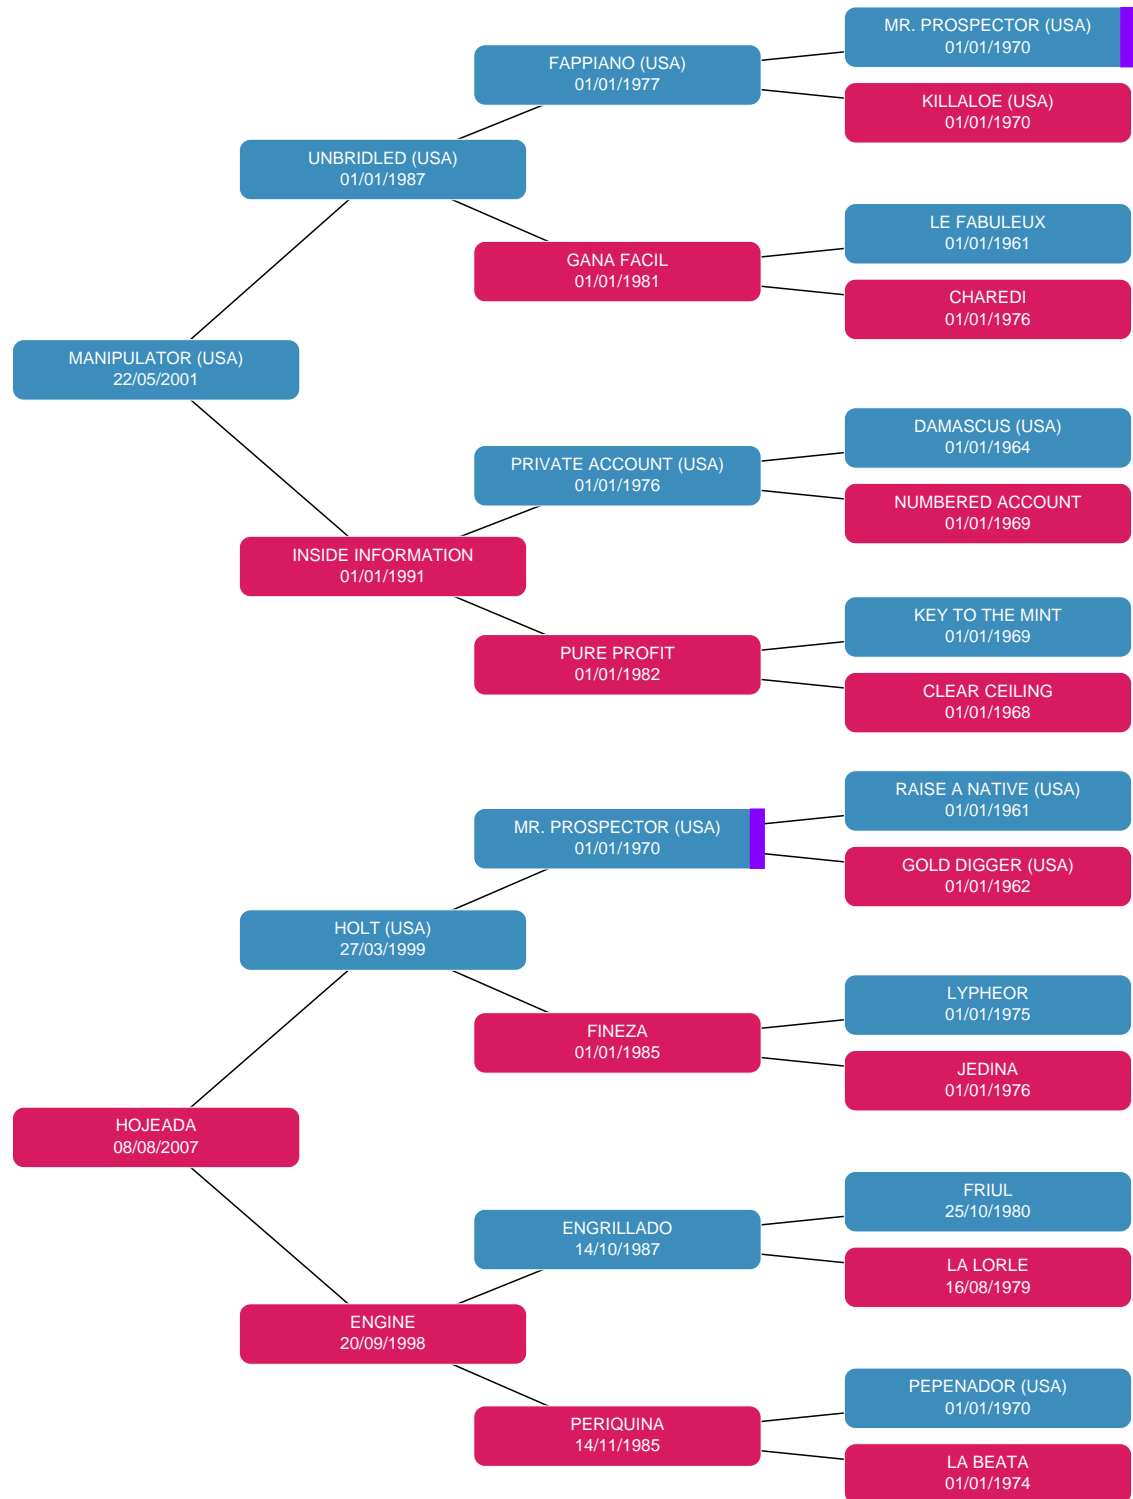 MR. PROSPECTOR (USA)
01/01/1970
FAPPIANO (USA)
01/01/1977
KILLALOE (USA)
01/01/1970
UNBRIDLED (USA)
01/01/1987
LE FABULEUX
01/01/1961
GANA FACIL
01/01/1981
CHAREDI
01/01/1976
MANIPULATOR (USA)
22/05/2001
DAMASCUS (USA)
01/01/1964
PRIVATE ACCOUNT (USA)
01/01/1976
NUMBERED ACCOUNT
01/01/1969
INSIDE INFORMATION
01/01/1991
KEY TO THE MINT
01/01/1969
PURE PROFIT
01/01/1982
CLEAR CEILING
01/01/1968
RAISE A NATIVE (USA)
01/01/1961
MR. PROSPECTOR (USA)
01/01/1970
GOLD DIGGER (USA)
01/01/1962
HOLT (USA)
27/03/1999
LYPHEOR
01/01/1975
FINEZA
01/01/1985
JEDINA
01/01/1976
HOJEADA
08/08/2007
FRIUL
25/10/1980
ENGRILLADO
14/10/1987
LA LORLE
16/08/1979
ENGINE
20/09/1998
PEPENADOR (USA)
01/01/1970
PERIQUINA
14/11/1985
LA BEATA
01/01/1974